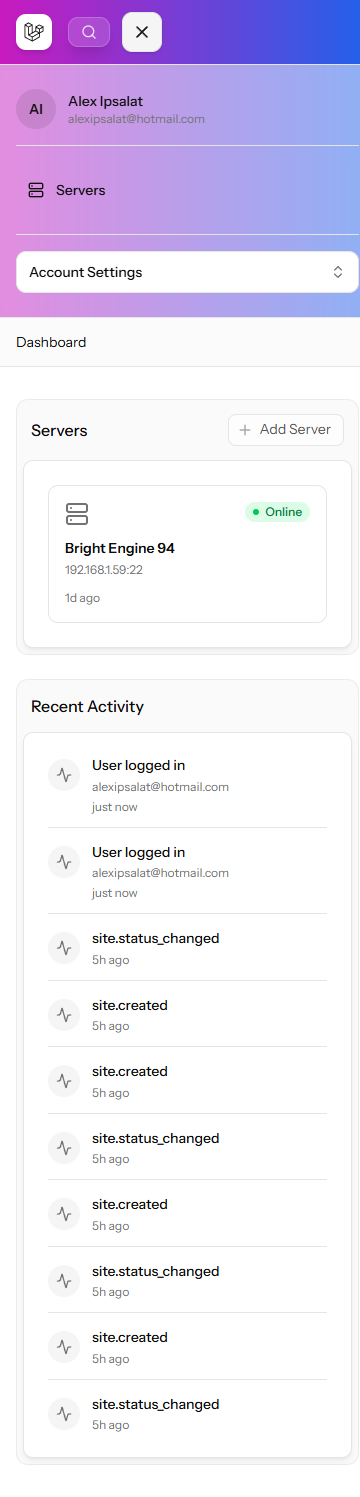 AI
Alex Ipsalat
alexipsalat@hotmail.com
Servers
Account Settings
Dashboard
Servers
Add Server
Online
Bright Engine 94
192.168.1.59:22
1d ago
Recent Activity
User logged in
alexipsalat@hotmail.com
just now
User logged in
alexipsalat@hotmail.com
just now
site.status_changed
5h ago
site.created
5h ago
site.created
5h ago
site.status_changed
5h ago
site.created
5h ago
site.status_changed
5h ago
site.created
5h ago
site.status_changed
5h ago